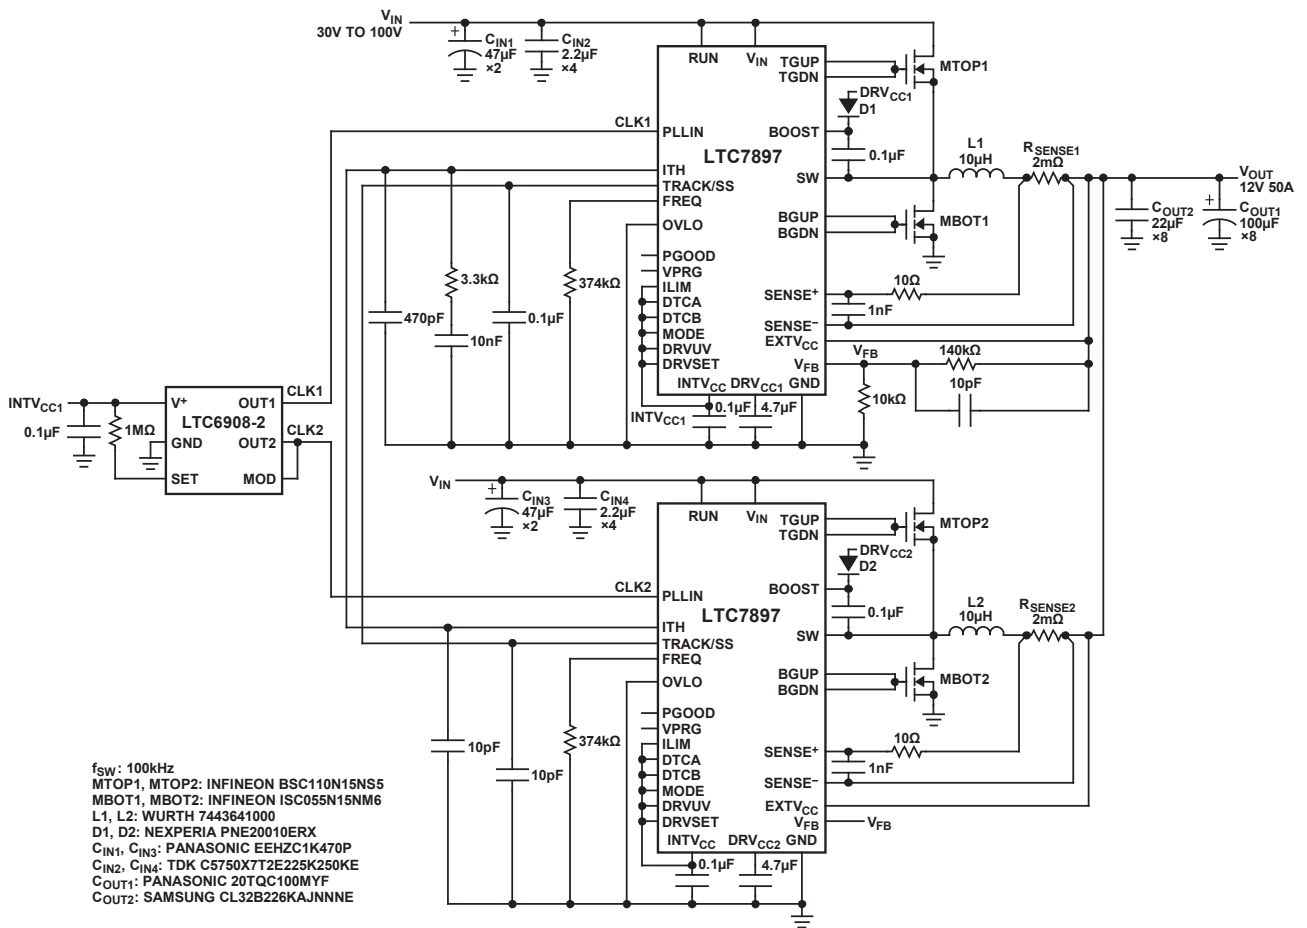 VIN
30V TO 100V
CIN1
47µF
×2
CIN2
2.2µF
×4
RUN
VIN
TGUP
TGDN
MTOP1
DRVCC1
D1
CLK1
PLLIN
BOOST
LTC7897
0.1µF
ITH
TRACK/SS
FREQ
SW
L1
10µH
RSENSE1
2mΩ
VOUT
12V 50A
OVLO
BGUP
BGDN
MBOT1
COUT2
22µF
×8
COUT1
100µF
×8
PGOOD
VPRG
ILIM
DTCA
DTCB
MODE
DRVUV
DRVSET
3.3kΩ
374kΩ
470pF
10nF
0.1µF
SENSE+
10Ω
1nF
SENSE−
EXTVCC
VFB
VFB
140kΩ
10pF
INTVCC
DRVCC1
GND
10kΩ
INTVCC1
0.1µF
4.7µF
INTVCC1
0.1µF
1MΩ
V+
OUT1
LTC6908-2
GND
OUT2
SET
MOD
CLK1
CLK2
VIN
CIN3
47µF
×2
CIN4
2.2µF
×4
RUN
VIN
TGUP
TGDN
MTOP2
DRVCC2
D2
CLK2
PLLIN
BOOST
LTC7897
0.1µF
ITH
TRACK/SS
FREQ
SW
L2
10µH
RSENSE2
2mΩ
OVLO
BGUP
BGDN
MBOT2
PGOOD
VPRG
ILIM
DTCA
DTCB
MODE
DRVUV
DRVSET
10pF
10pF
374kΩ
SENSE+
10Ω
1nF
SENSE−
EXTVCC
VFB
VFB
INTVCC
DRVCC2
GND
0.1µF
4.7µF
fSW: 100kHz
MTOP1, MTOP2: INFINEON BSC110N15NS5
MBOT1, MBOT2: INFINEON ISC055N15NM6
L1, L2: WURTH 7443641000
D1, D2: NEXPERIA PNE20010ERX
CIN1, CIN3: PANASONIC EEHZC1K470P
CIN2, CIN4: TDK C5750X7T2E225K250KE
COUT1: PANASONIC 20TQC100MYF
COUT2: SAMSUNG CL32B226KAJNNNE